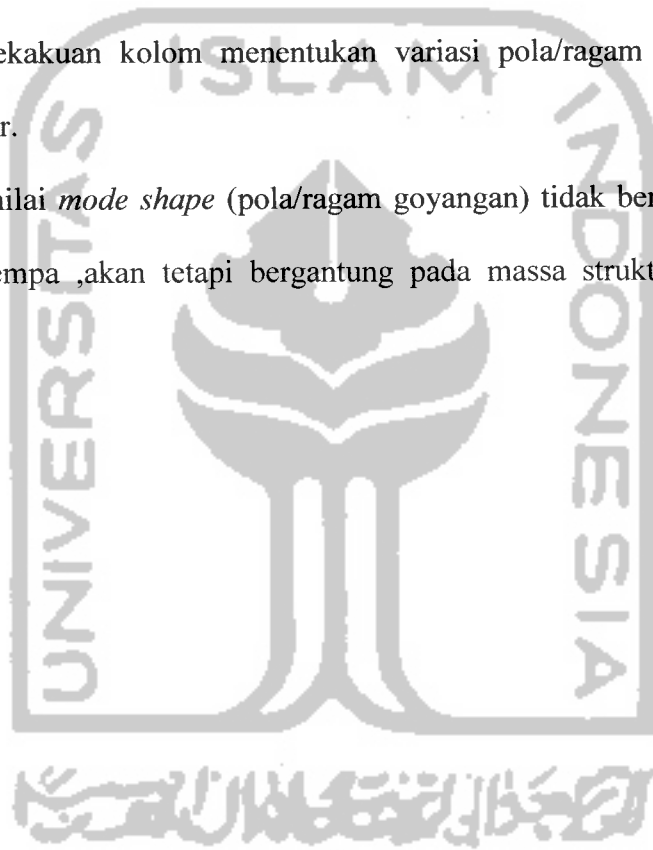 ekakuan kolom menentukan variasi pola/ragam
r.
nilai mode shape (pola/ragam goyangan) tidak ber
empa ,akan tetapi bergantung pada massa strukt
ISLAM
UNIVERSITAS
INDONESIA